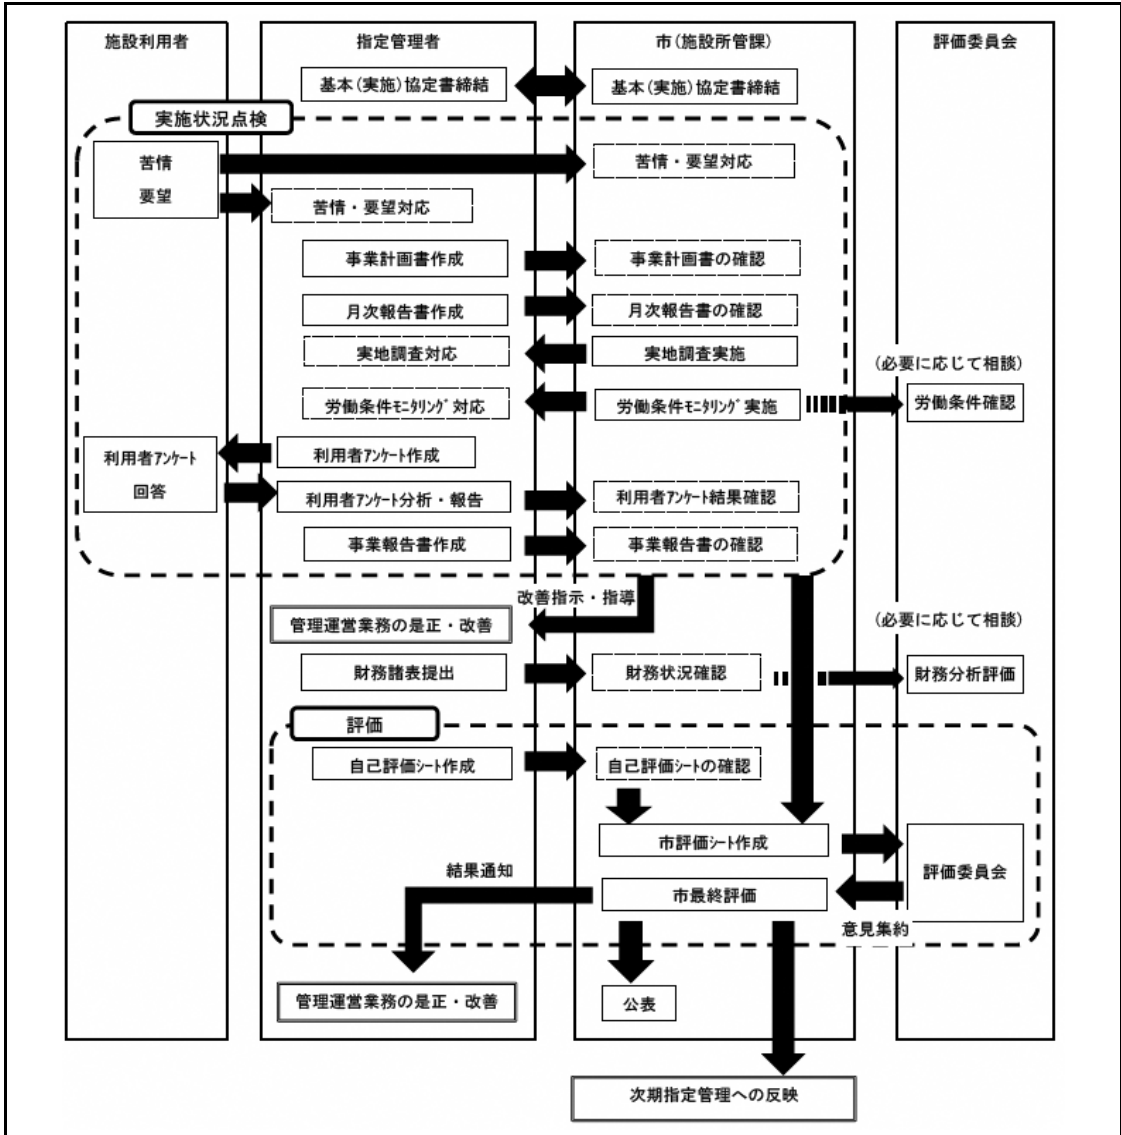 施設利用者
指定管理者
市(施設所管課)
評価委員会
基本(実施)協定書締結
基本(実施)協定書締結
実施状況点検
苦情
要望
苦情・要望対応
苦情・要望対応
事業計画書作成
事業計画書の確認
月次報告書作成
月次報告書の確認
実地調査対応
実地調査実施
(必要に応じて相談)
労働条件ﾓﾆﾀﾘﾝｸﾞ対応
労働条件ﾓﾆﾀﾘﾝｸﾞ実施
労働条件確認
利用者ｱﾝｹｰﾄ
回答
利用者ｱﾝｹｰﾄ作成
利用者ｱﾝｹｰﾄ分析・報告
利用者ｱﾝｹｰﾄ結果確認
事業報告書作成
事業報告書の確認
改善指示・指導
管理運営業務の是正・改善
(必要に応じて相談)
財務諸表提出
財務状況確認
財務分析評価
評価
自己評価ｼｰﾄ作成
自己評価ｼｰﾄの確認
市評価ｼｰﾄ作成
評価委員会
結果通知
市最終評価
意見集約
管理運営業務の是正・改善
公表
次期指定管理への反映